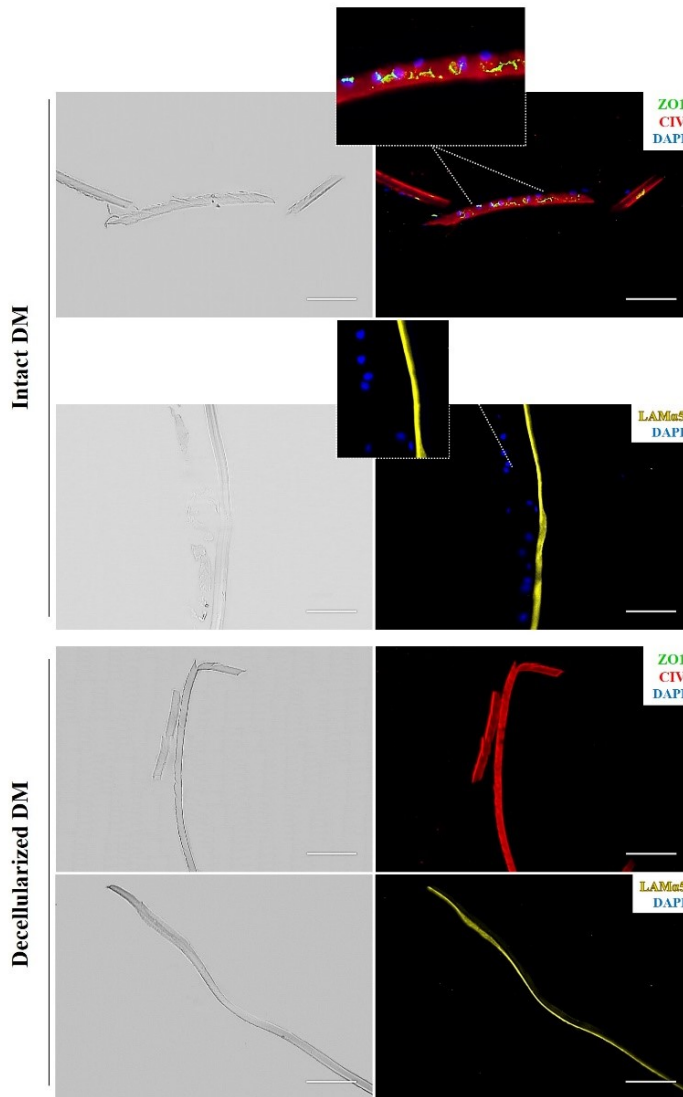 ZO1
CIV
DAPI
Intact DM
LAMα5
DAPI
ZO1
CIV
DAPI
Decellularized DM
LAMα5
DAPI